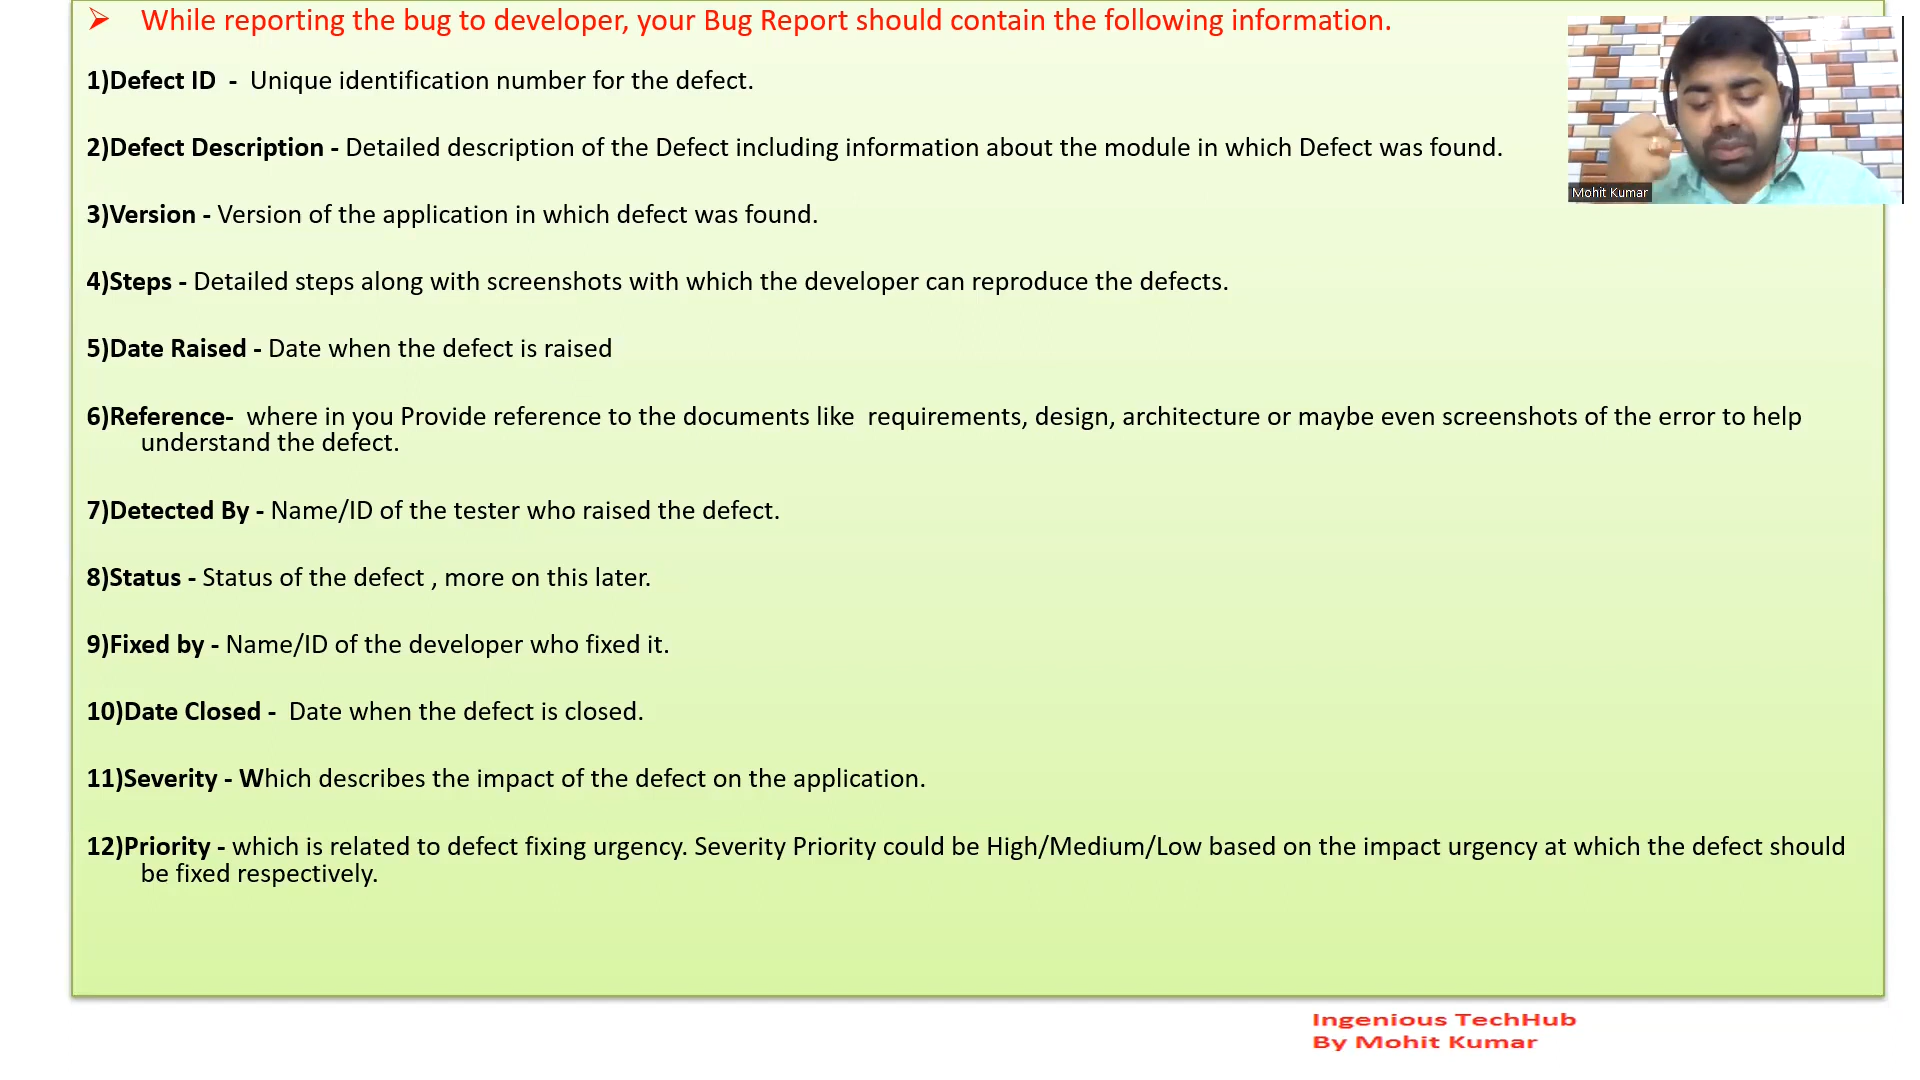 ➢ While reporting the bug to developer, your Bug Report should contain the following information.
1)Defect ID - Unique identification number for the defect.
2)Defect Description - Detailed description of the Defect including information about the module in which Defect was found.
Mohit Kumar
3)Version - Version of the application in which defect was found.
4)Steps - Detailed steps along with screenshots with which the developer can reproduce the defects.
5)Date Raised - Date when the defect is raised
6)Reference- where in you Provide reference to the documents like requirements, design, architecture or maybe even screenshots of the error to help
understand the defect.
7)Detected By - Name/ID of the tester who raised the defect.
8)Status - Status of the defect , more on this later.
9)Fixed by - Name/ID of the developer who fixed it.
10)Date Closed - Date when the defect is closed.
11)Severity - Which describes the impact of the defect on the application.
12)Priority - which is related to defect fixing urgency. Severity Priority could be High/Medium/Low based on the impact urgency at which the defect should
be fixed respectively.
Ingenious TechHub
By Mohit Kumar